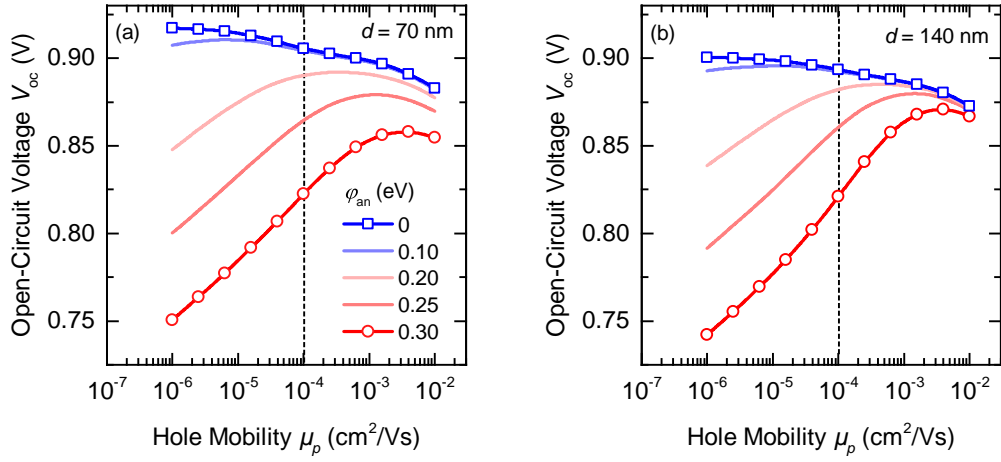 (a)
d = 70 nm
Open-Circuit Voltage V_oc (V)
0.90
0.85
0.80
0.75
φ_an (eV)
0
0.10
0.20
0.25
0.30
10^-7 10^-6 10^-5 10^-4 10^-3 10^-2
Hole Mobility μ_p (cm^2/Vs)
(b)
d = 140 nm
Open-Circuit Voltage V_oc (V)
0.90
0.85
0.80
0.75
10^-7 10^-6 10^-5 10^-4 10^-3 10^-2
Hole Mobility μ_p (cm^2/Vs)